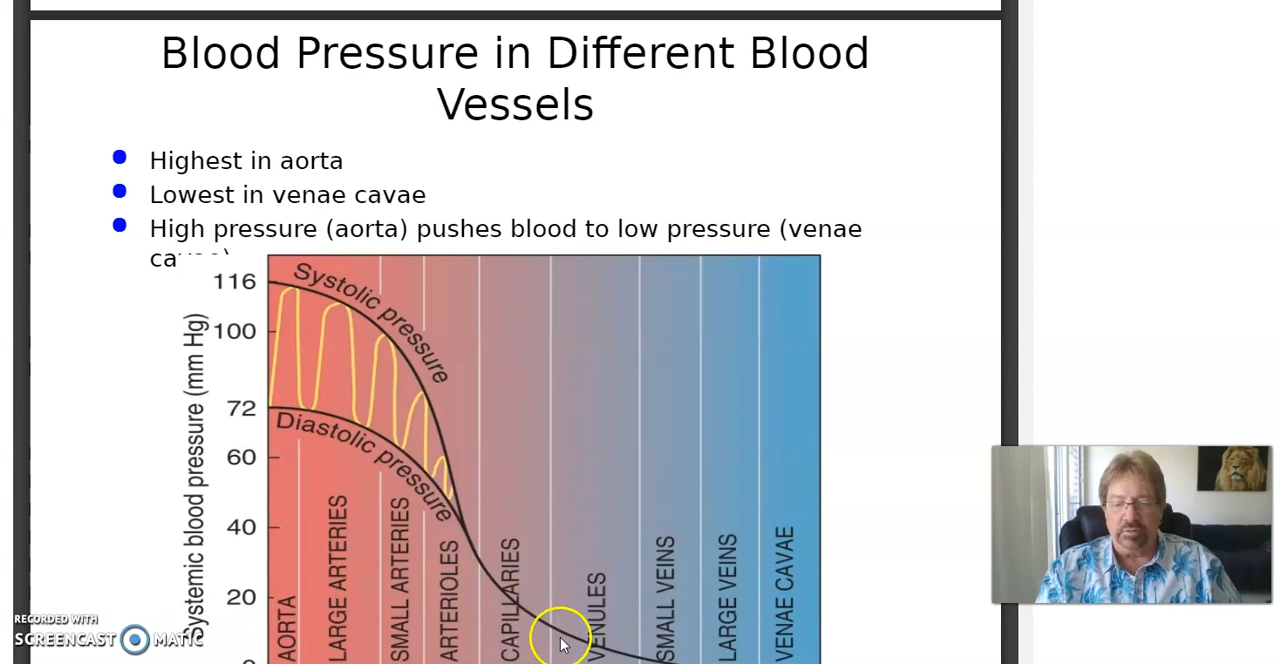 Blood Pressure in Different Blood
Vessels
Highest in aorta
Lowest in venae cavae
High pressure (aorta) pushes blood to low pressure (venae
Systemic blood pressure (mm Hg)
116
100
72
60
40
20
Systolic pressure
Diastolic pressure
AORTA
LARGE ARTERIES
SMALL ARTERIES
ARTERIOLES
CAPILLARIES
VENULES
SMALL VEINS
LARGE VEINS
VENAE CAVAE
RECORDED WITH
SCREENCAST MATIC